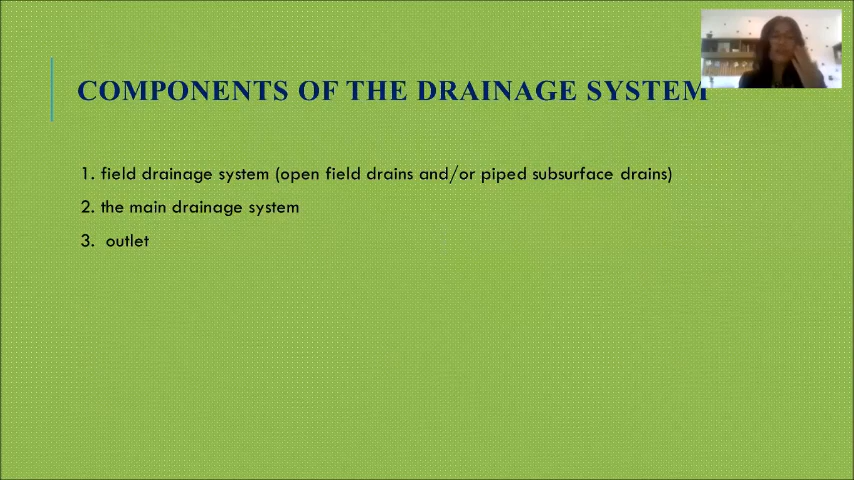 COMPONENTS OF THE DRAINAGE SYSTEM
1. field drainage system (open field drains and/or piped subsurface drains)
2. the main drainage system
3. outlet